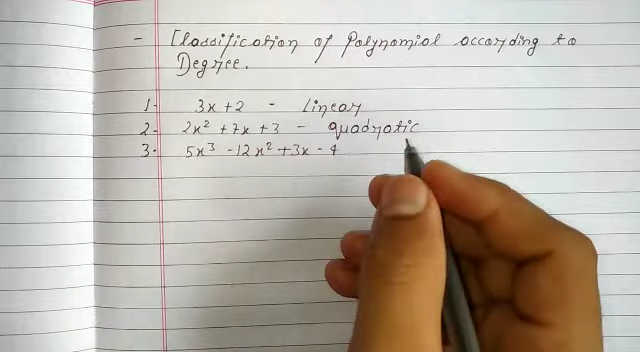 - Classification of Polynomial according to
Degree.
1- 3x+2 - linear
2- 2x² + 7x + 3 - quadratic
3- 5x³ - 12x² + 3x - 4